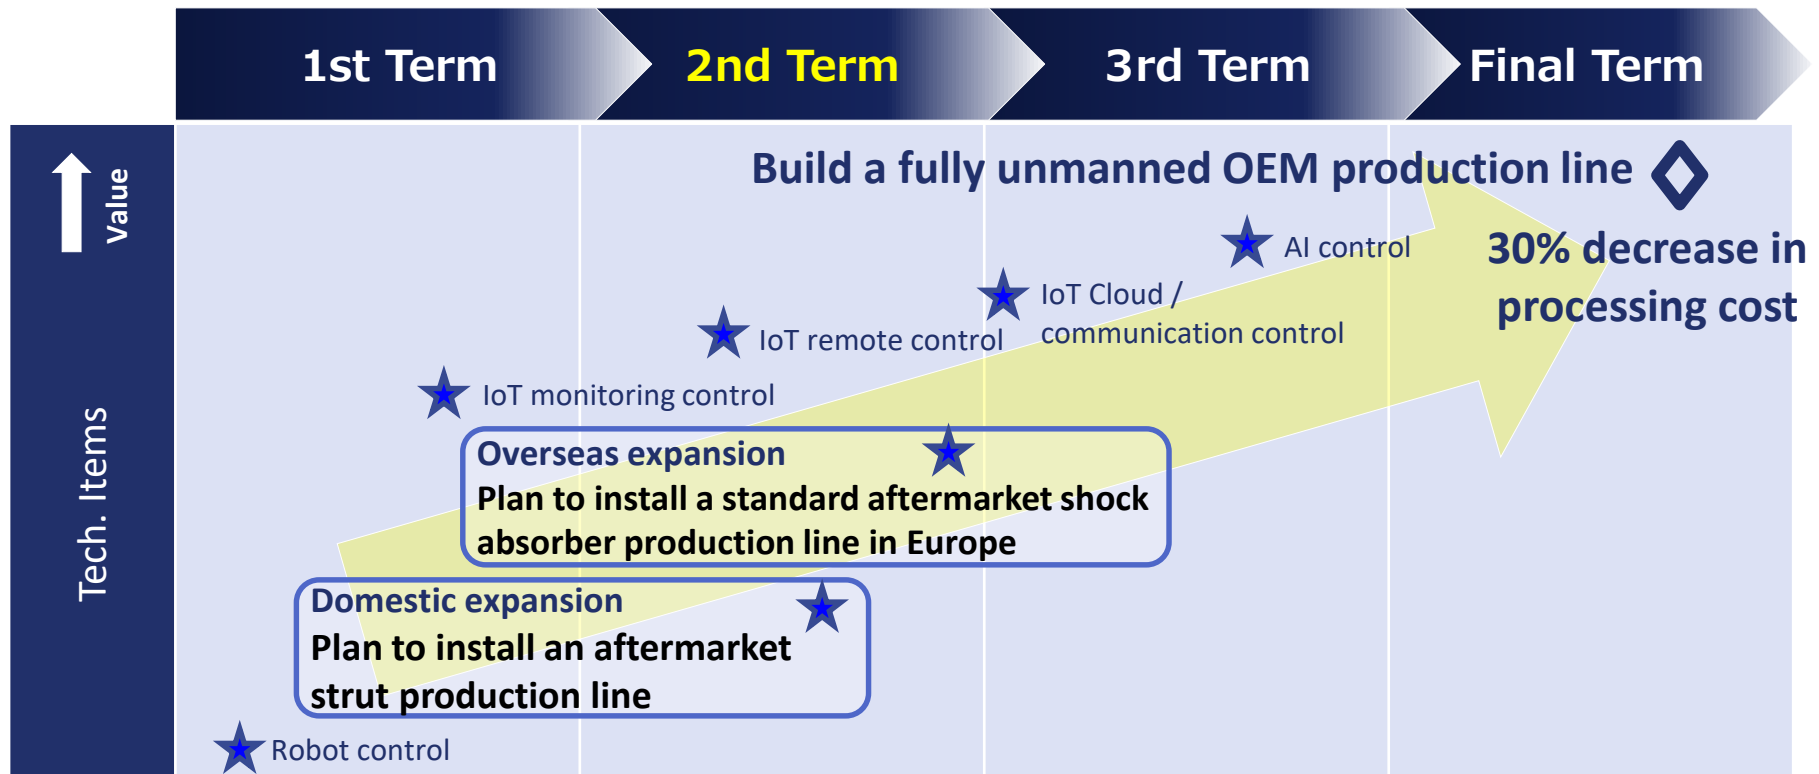 1st Term
2nd Term
3rd Term
Final Term
Value
Tech. Items
Build a fully unmanned OEM production line
30% decrease in
processing cost
AI control
IoT Cloud /
communication control
IoT remote control
IoT monitoring control
Overseas expansion
Plan to install a standard aftermarket shock
absorber production line in Europe
Domestic expansion
Plan to install an aftermarket
strut production line
Robot control